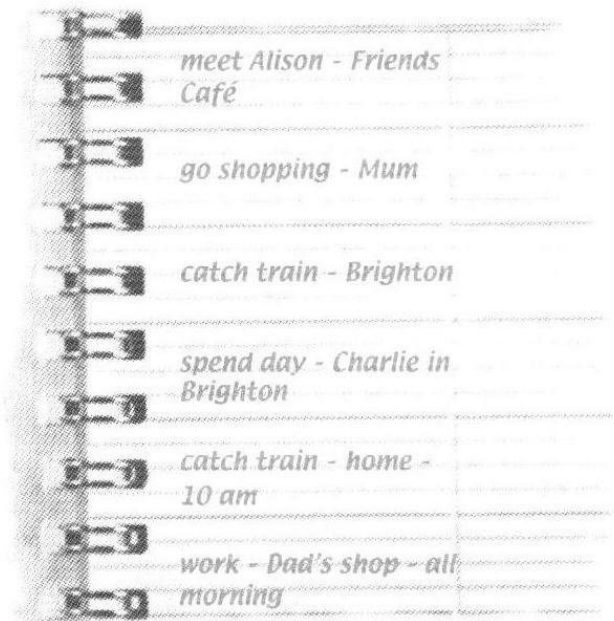 meet Alison - Friends
Café
go shopping - Mum
catch train - Brighton
spend day - Charlie in
Brighton
catch train - home -
10 am
work - Dad's shop - all
morning